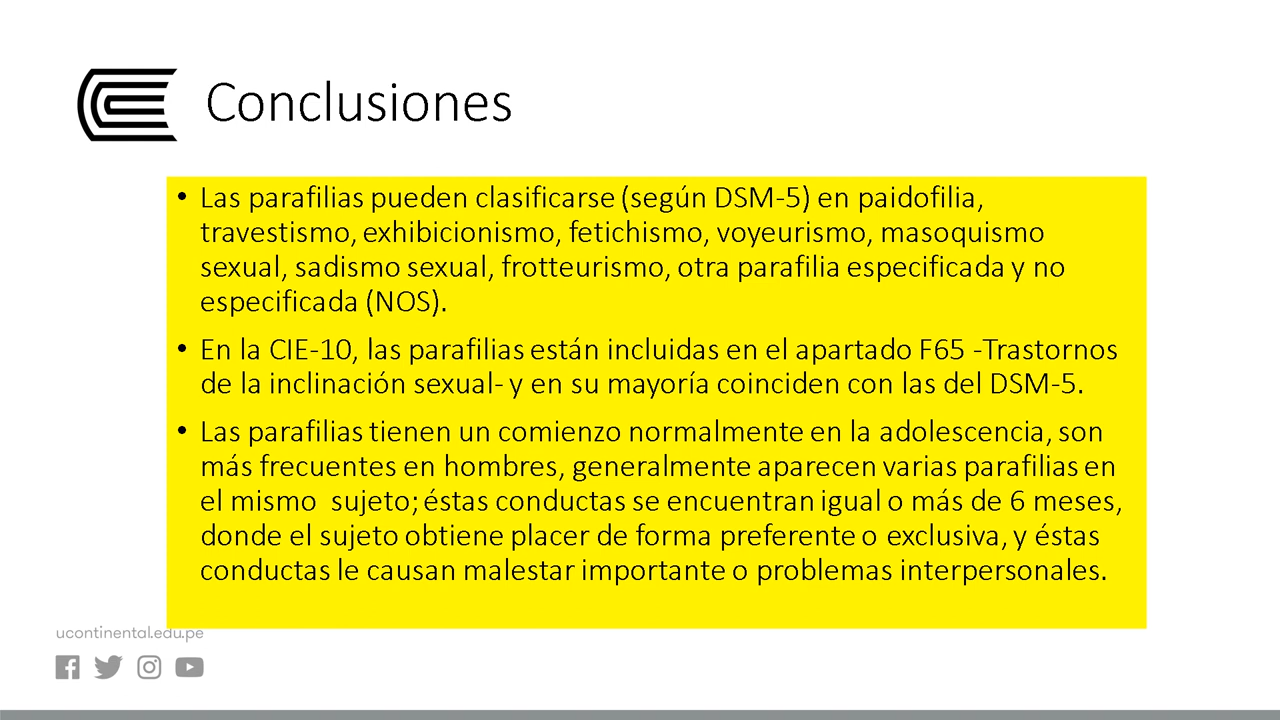 Conclusiones
• Las parafilias pueden clasificarse (según DSM-5) en paidofilia,
travestismo, exhibicionismo, fetichismo, voyeurismo, masoquismo
sexual, sadismo sexual, frotteurismo, otra parafilia especificada y no
especificada (NOS).
• En la CIE-10, las parafilias están incluidas en el apartado F65 -Trastornos
de la inclinación sexual- y en su mayoría coinciden con las del DSM-5.
• Las parafilias tienen un comienzo normalmente en la adolescencia, son
más frecuentes en hombres, generalmente aparecen varias parafilias en
el mismo  sujeto; éstas conductas se encuentran igual o más de 6 meses,
donde el sujeto obtiene placer de forma preferente o exclusiva, y éstas
conductas le causan malestar importante o problemas interpersonales.
ucontinental.edu.pe